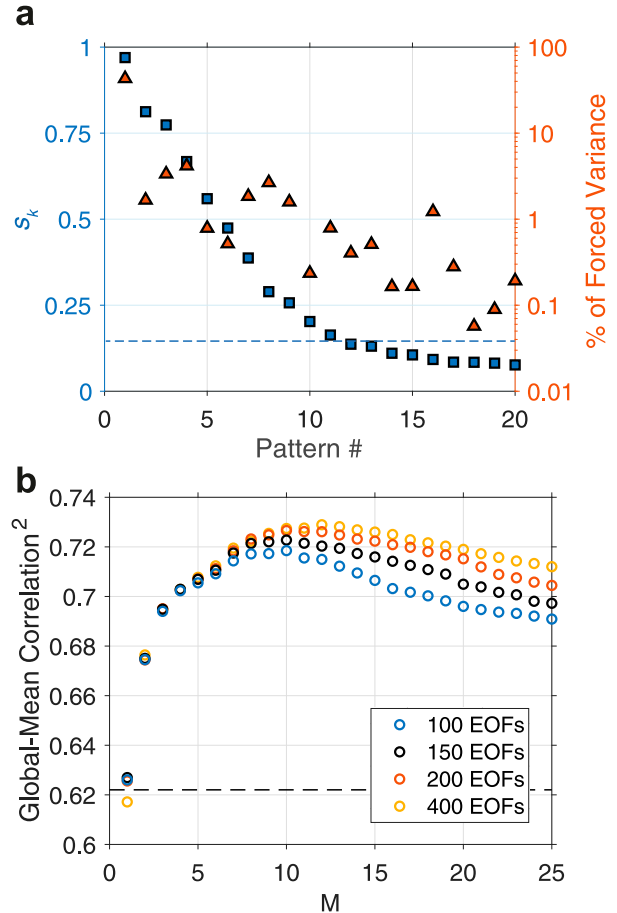 a
1
0.75
0.5
0.25
0
s_k
100
10
1
0.1
0.01
% of Forced Variance
0 5 10 15 20
Pattern #
b
0.74
0.72
0.7
0.68
0.66
0.64
0.62
0.6
Global-Mean Correlation²
100 EOFs
150 EOFs
200 EOFs
400 EOFs
0 5 10 15 20 25
M